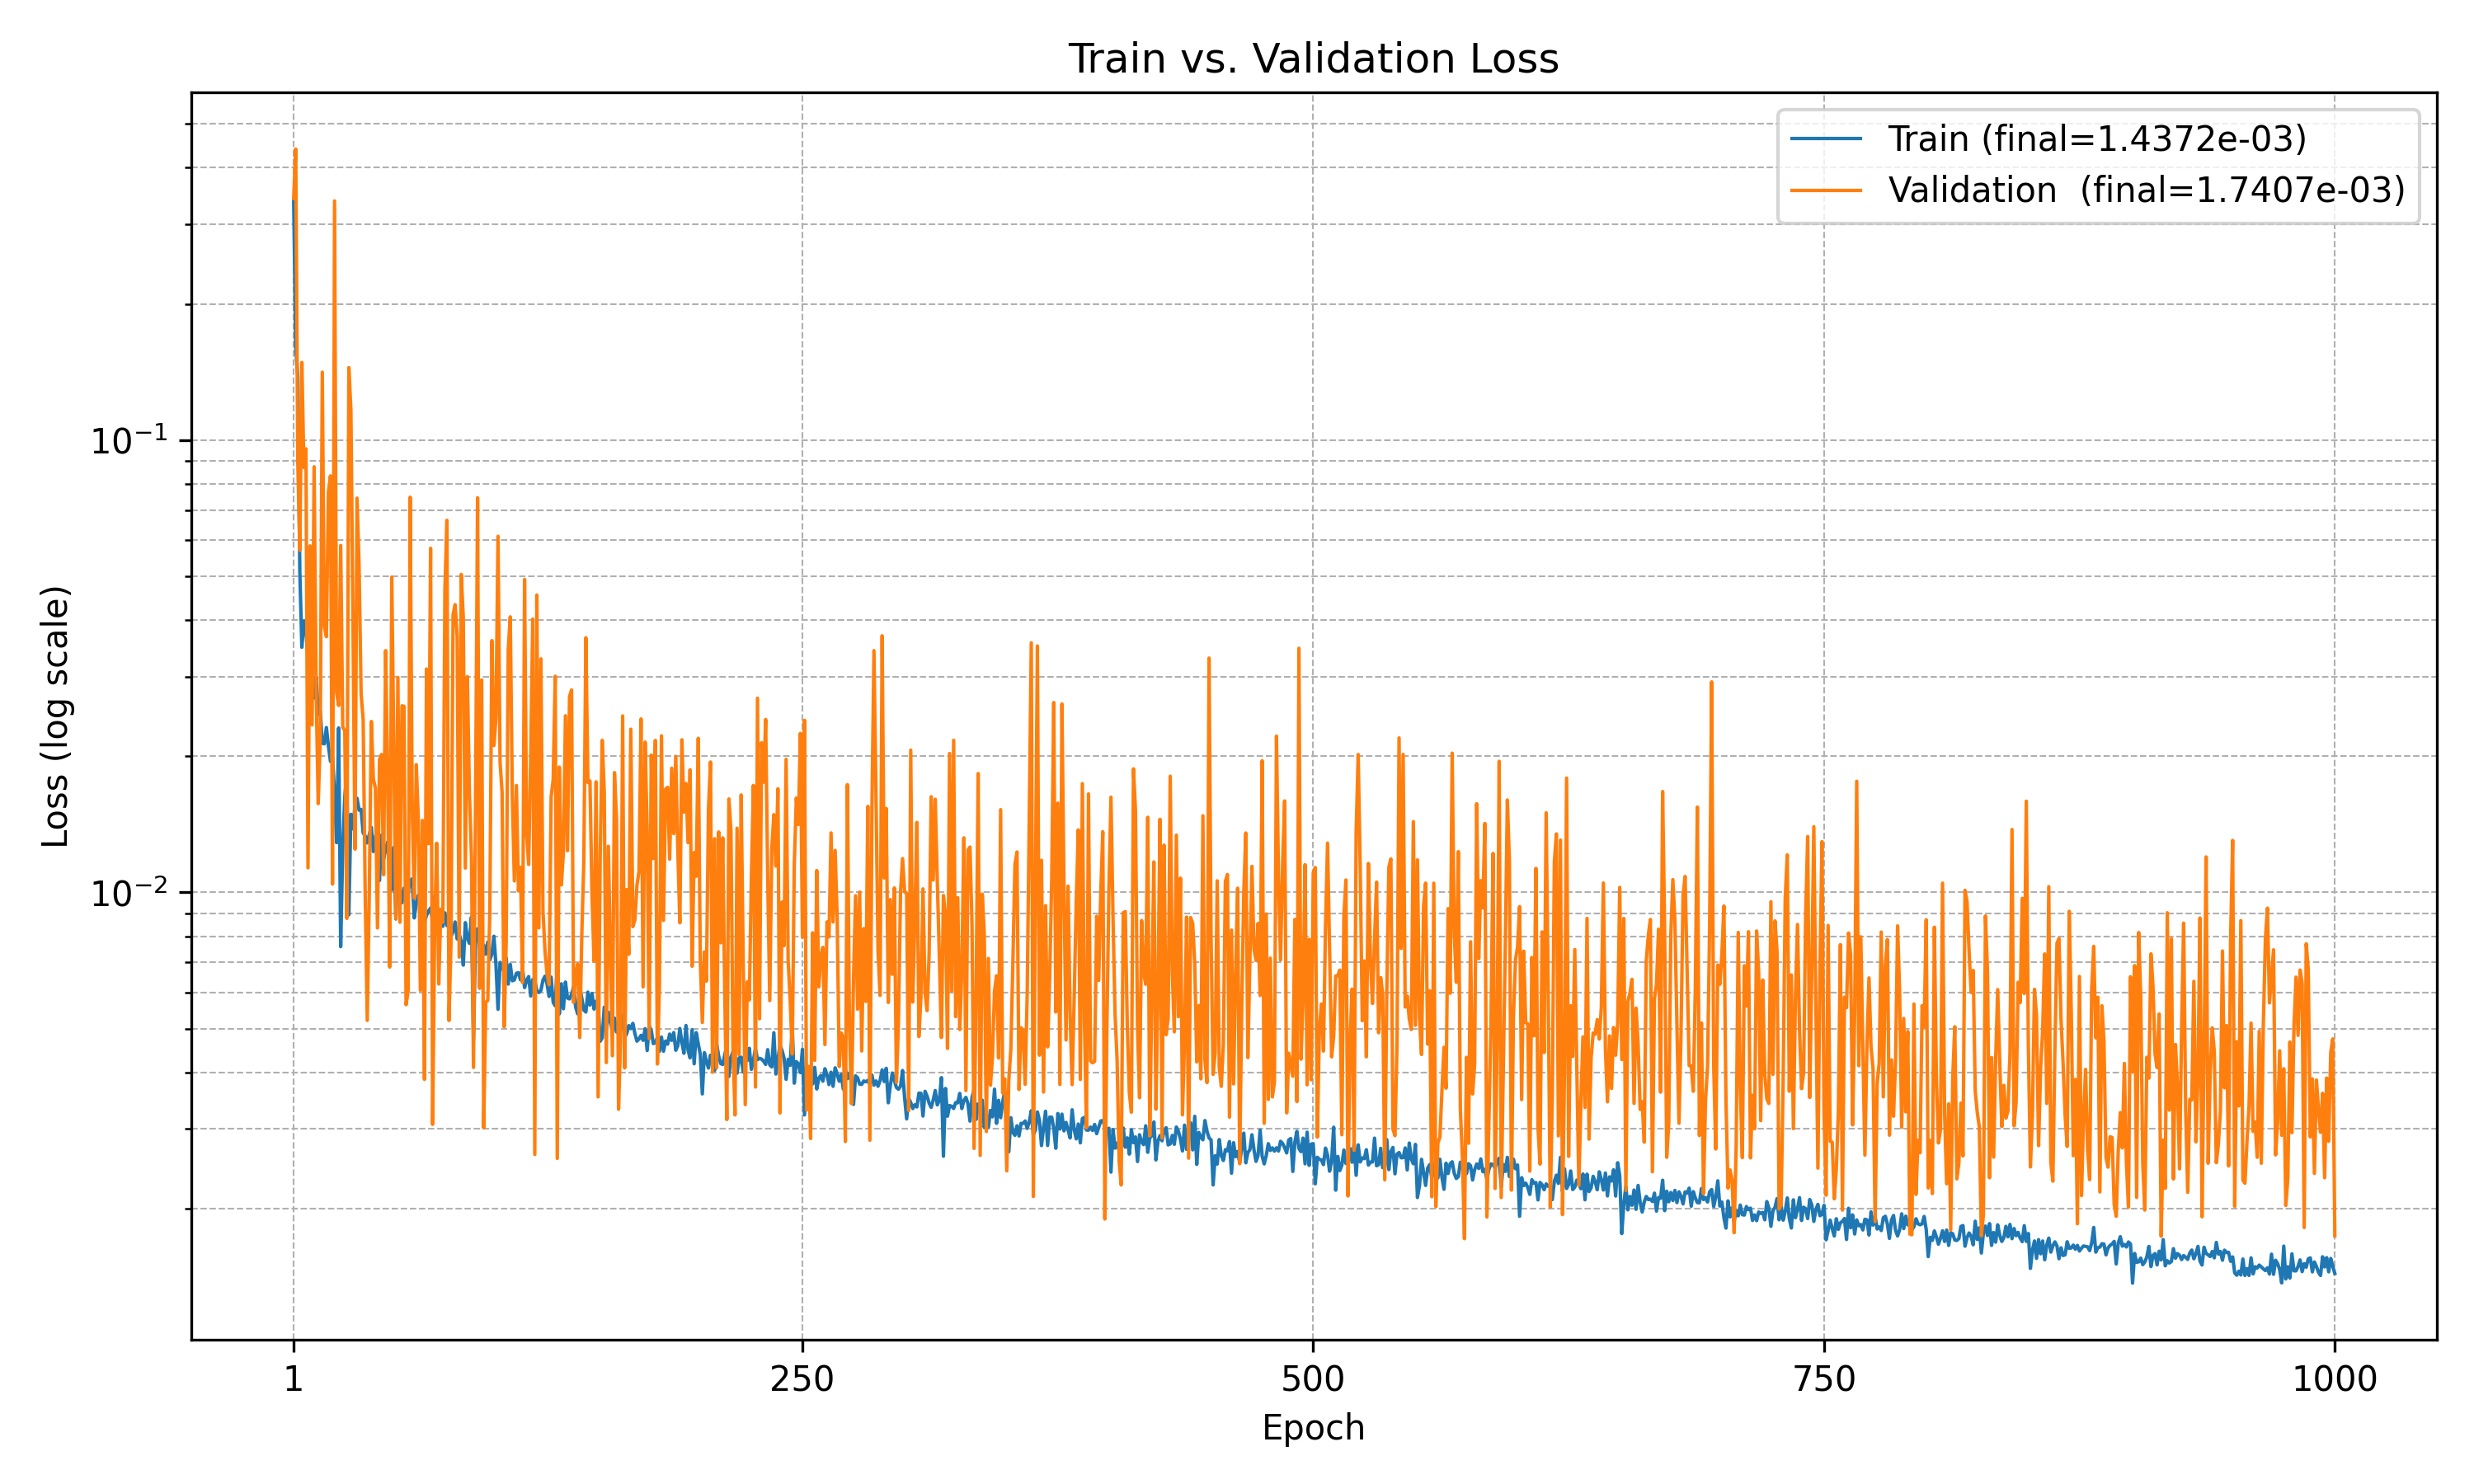 Train vs. Validation Loss
Train (final=1.4372e-03)
Validation  (final=1.7407e-03)
Loss (log scale)
10⁻¹
10⁻²
1 250 500 750 1000
Epoch